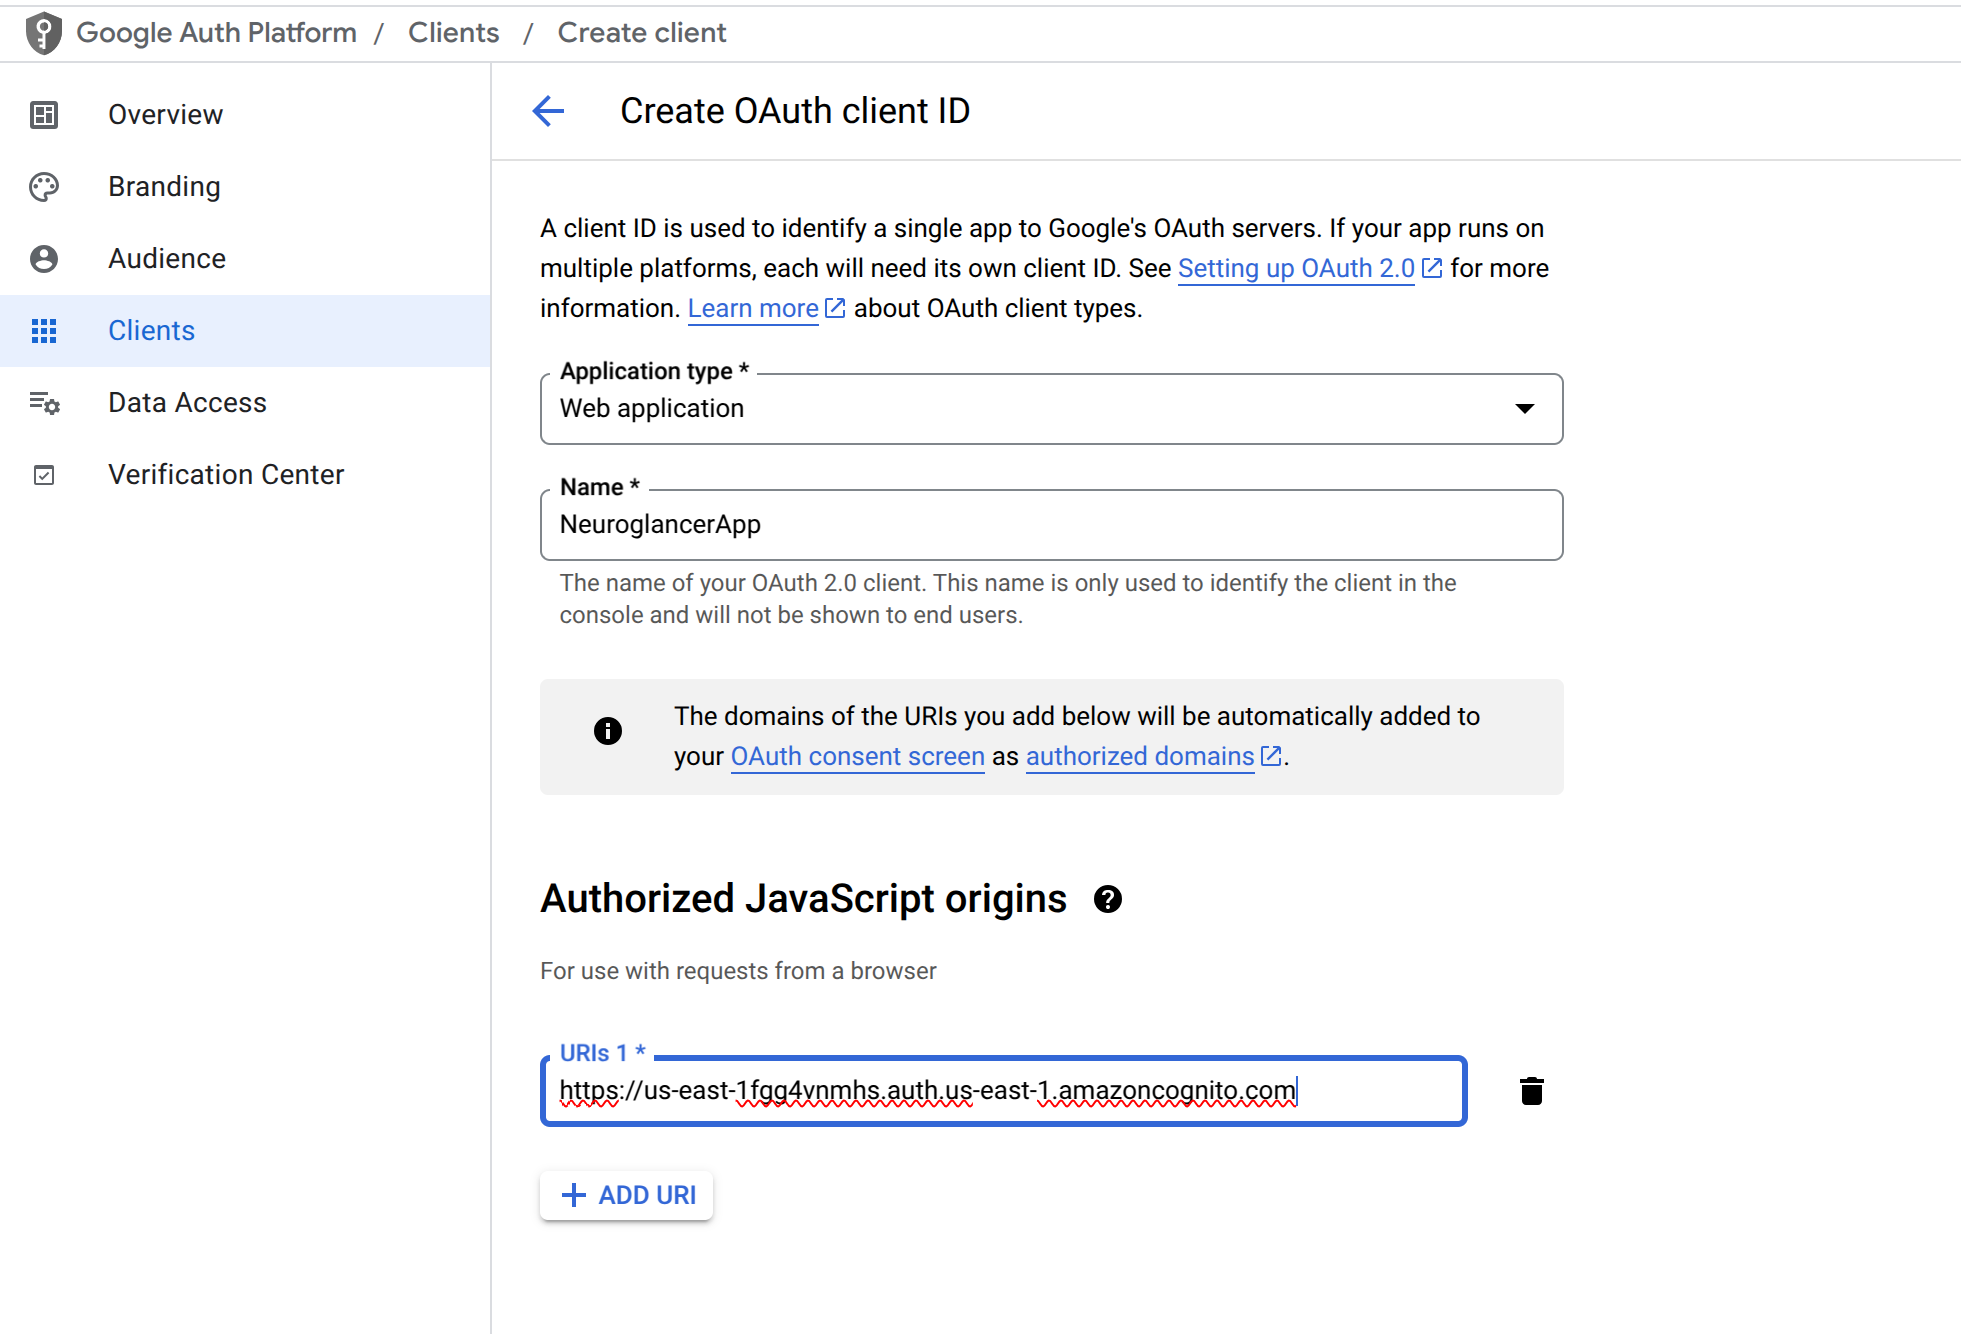 Google Auth Platform / Clients / Create client
Overview
Branding
Audience
Clients
Data Access
Verification Center
Create OAuth client ID
A client ID is used to identify a single app to Google's OAuth servers. If your app runs on
multiple platforms, each will need its own client ID. See Setting up OAuth 2.0 for more
information. Learn more about OAuth client types.
Application type *
Web application
Name *
NeuroglancerApp
The name of your OAuth 2.0 client. This name is only used to identify the client in the
console and will not be shown to end users.
The domains of the URIs you add below will be automatically added to
your OAuth consent screen as authorized domains.
Authorized JavaScript origins
For use with requests from a browser
URIs 1 *
https://us-east-1fgg4vnmhs.auth.us-east-1.amazoncognito.com
ADD URI